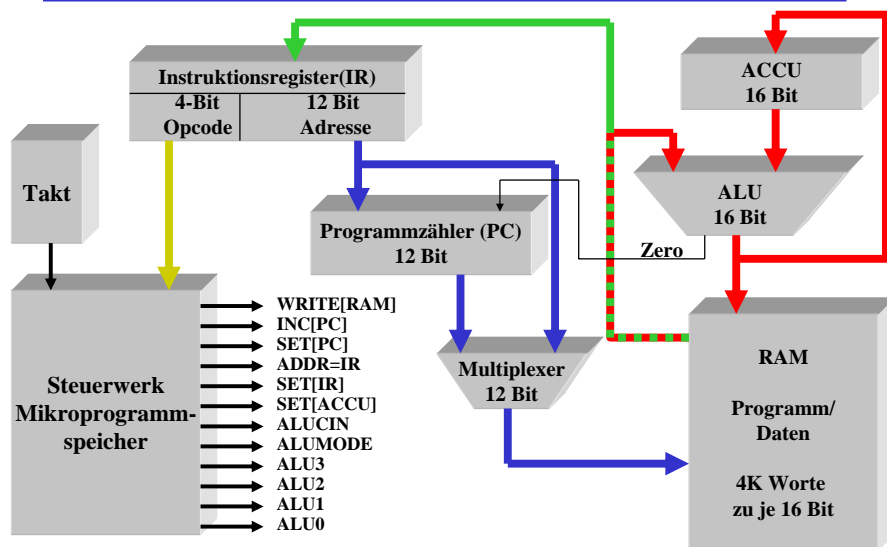 Instruktionsregister(IR)
4-Bit
Opcode
12 Bit
Adresse
ACCU
16 Bit
Takt
ALU
16 Bit
Programmzähler (PC)
12 Bit
Zero
Steuerwerk
Mikroprogramm-
speicher
WRITE[RAM]
INC[PC]
SET[PC]
ADDR=IR
SET[IR]
SET[ACCU]
ALUCIN
ALUMODE
ALU3
ALU2
ALU1
ALU0
Multiplexer
12 Bit
RAM
Programm/
Daten
4K Worte
zu je 16 Bit